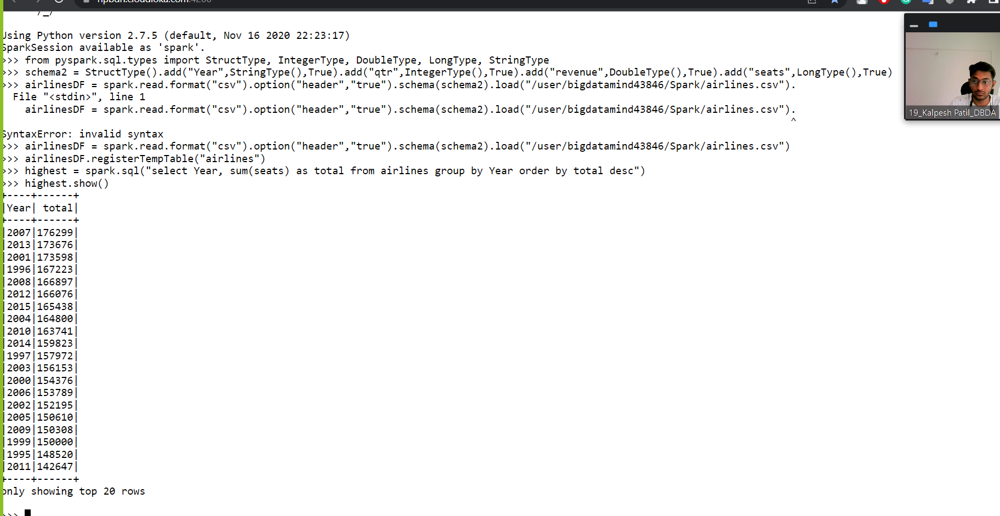 Using Python version 2.7.5 (default, Nov 16 2020 22:23:17)
SparkSession available as 'spark'.
>>> from pyspark.sql.types import StructType, IntegerType, DoubleType, LongType, StringType
>>> schema2 = StructType().add("Year",StringType(),True).add("qtr",IntegerType(),True).add("revenue",DoubleType(),True).add("seats",LongType(),True)
>>> airlinesDF = spark.read.format("csv").option("header","true").schema(schema2).load("/user/bigdatamind43846/Spark/airlines.csv").
File "<stdin>", line 1
airlinesDF = spark.read.format("csv").option("header","true").schema(schema2).load("/user/bigdatamind43846/Spark/airlines.csv").
^
SyntaxError: invalid syntax
>>> airlinesDF = spark.read.format("csv").option("header","true").schema(schema2).load("/user/bigdatamind43846/Spark/airlines.csv")
>>> airlinesDF.registerTempTable("airlines")
>>> highest = spark.sql("select Year, sum(seats) as total from airlines group by Year order by total desc")
>>> highest.show()
+----+------+
|Year| total|
+----+------+
|2007|176299|
|2013|173676|
|2001|173598|
|1996|167223|
|2008|166897|
|2012|166076|
|2015|165438|
|2004|164800|
|2010|163741|
|2014|159823|
|1997|157972|
|2003|156153|
|2000|154376|
|2006|153789|
|2002|152195|
|2005|150610|
|2009|150308|
|1999|150000|
|1995|148520|
|2011|142647|
+----+------+
only showing top 20 rows
>>>
19_Kalpesh Patil_DBDA